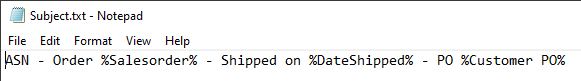 Subject.txt - Notepad
File Edit Format View Help
ASN - Order %Salesorder% - Shipped on %DateShipped% - PO %Customer PO%